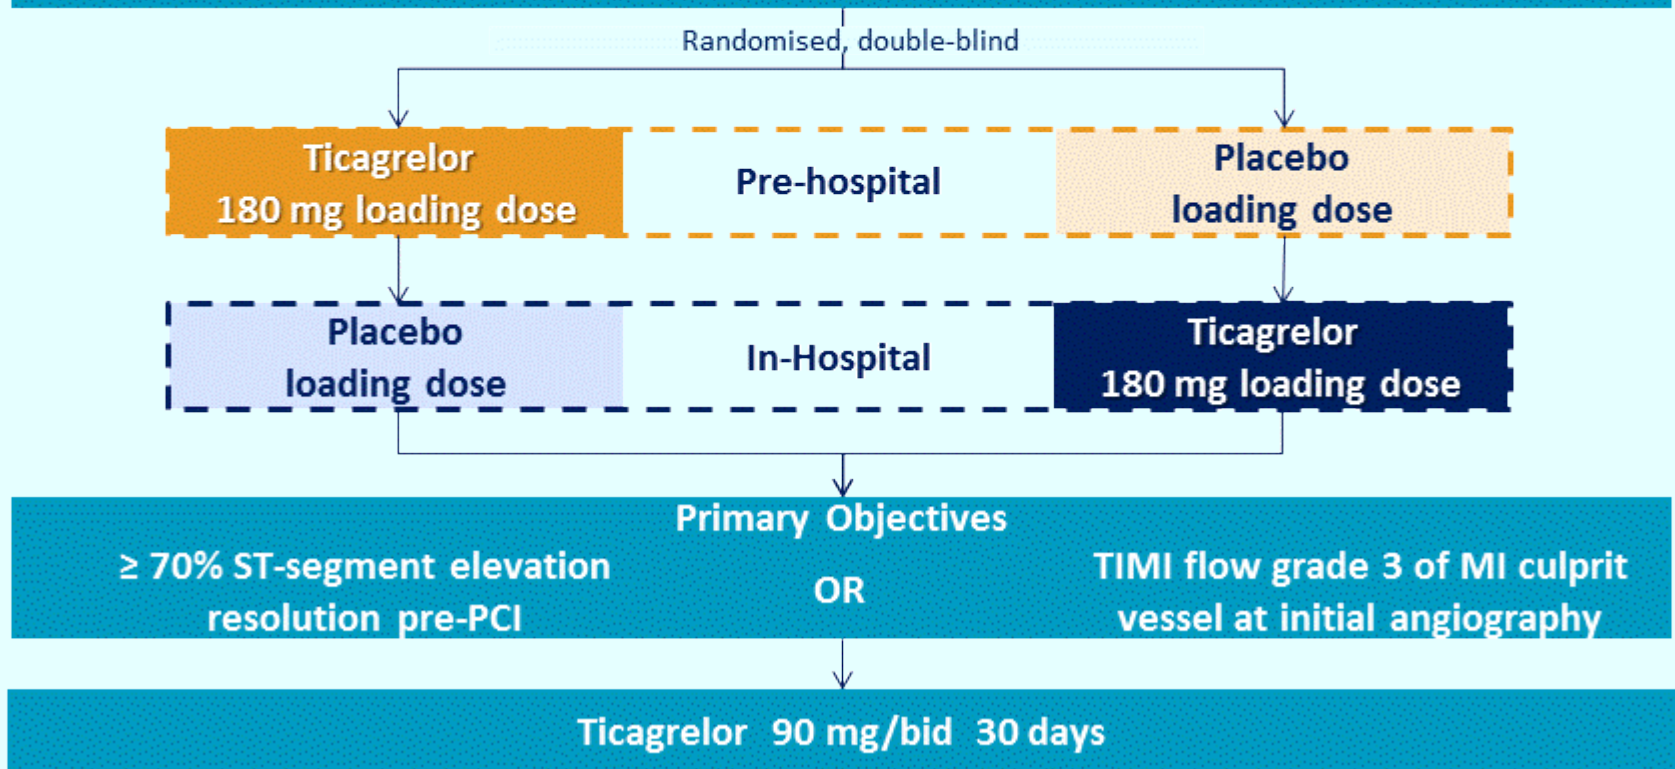 Randomised, double-blind
Ticagrelor
180 mg loading dose
Pre-hospital
Placebo
loading dose
Placebo
loading dose
In-Hospital
Ticagrelor
180 mg loading dose
Primary Objectives
≥ 70% ST-segment elevation
resolution pre-PCI
OR
TIMI flow grade 3 of MI culprit
vessel at initial angiography
Ticagrelor 90 mg/bid 30 days